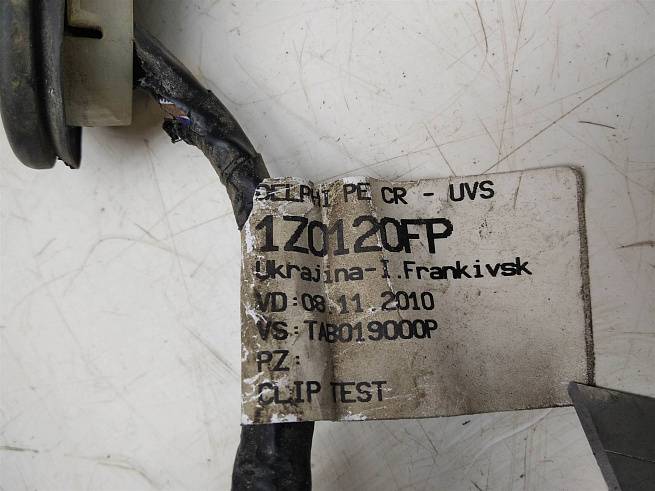 DELPHI PE CR - UVS
1Z0120FP
Ukrajina-I.Frankivsk
VD:08.11 2010
VS:TAB019000P
PZ:
CLIP TEST